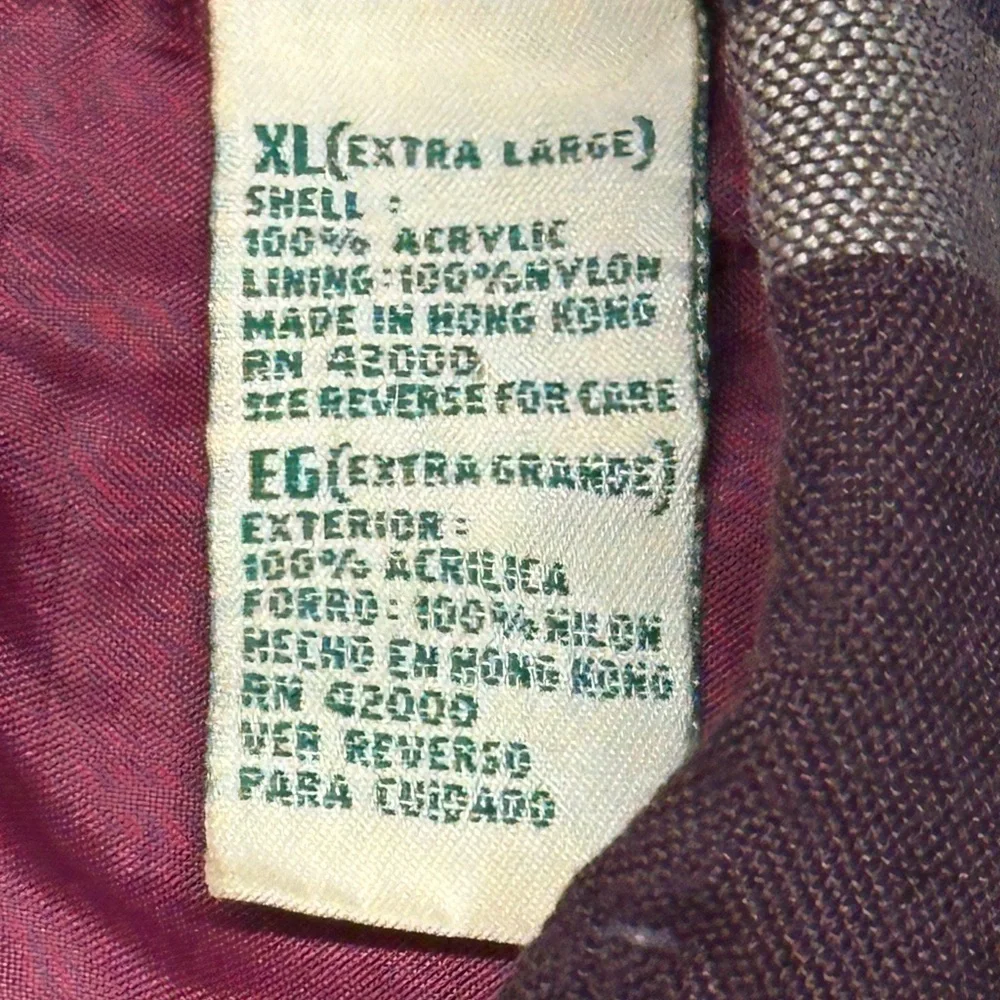 XL (EXTRA LARGE)
SHELL :
100% ACRYLIC
LINING : 100% NYLON
MADE IN HONG KONG
RN 42000
SEE REVERSE FOR CARE
EG (EXTRA GRANDE)
EXTERIOR :
100% ACRILICA
FORRO : 100% NILON
HECHO EN HONG KONG
RN 42000
VER REVERSO
PARA CUIDADO